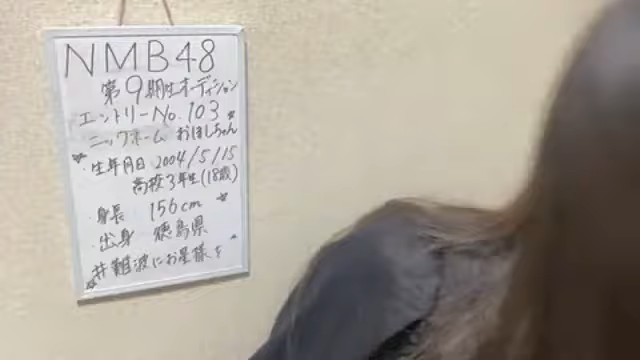 NMB48
第9期生オーディション
エントリーNo.103
ニックネーム おほしちゃん
・生年月日 2004/5/15
高校3年生(18歳)
・身長 156cm
・出身 徳島県
#難波にお星様を